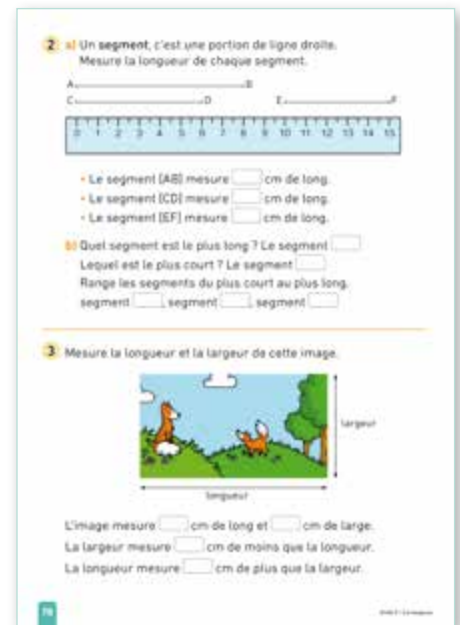 2 a) Un segment, c'est une portion de ligne droite.
Mesure la longueur de chaque segment.
A B
C D E F
0 1 2 3 4 5 6 7 8 9 10 11 12 13 14 15
• Le segment [AB] mesure cm de long.
• Le segment [CD] mesure cm de long.
• Le segment [EF] mesure cm de long.
b) Quel segment est le plus long ? Le segment
Lequel est le plus court ? Le segment
Range les segments du plus court au plus long.
segment , segment , segment
3 Mesure la longueur et la largeur de cette image.
largeur
longueur
L'image mesure cm de long et cm de large.
La largeur mesure cm de moins que la longueur.
La longueur mesure cm de plus que la largeur.